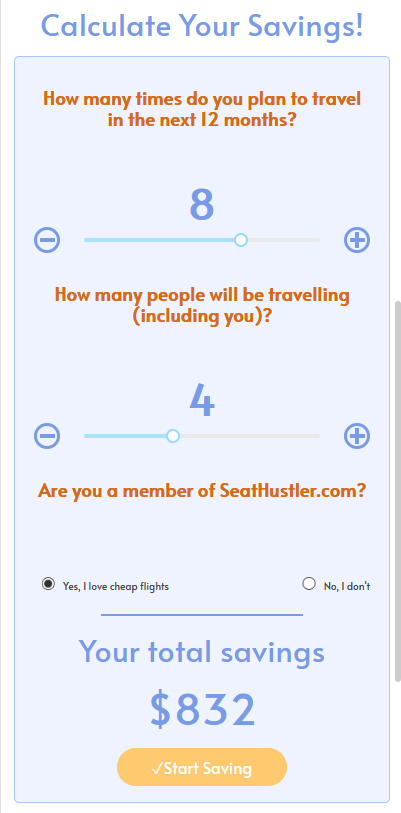 Calculate Your Savings!
How many times do you plan to travel
in the next 12 months?
8
How many people will be travelling
(including you)?
4
Are you a member of SeatHustler.com?
Yes, I love cheap flights
No, I don't
Your total savings
$832
✓Start Saving